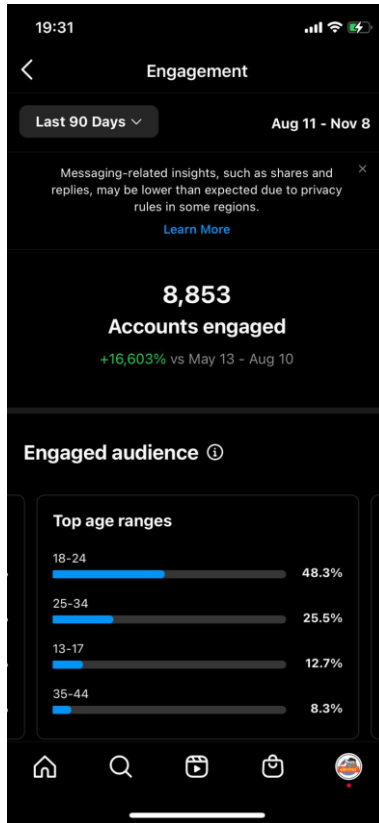 19:31
Engagement
Last 90 Days
Aug 11 - Nov 8
Messaging-related insights, such as shares and
replies, may be lower than expected due to privacy
rules in some regions.
Learn More
8,853
Accounts engaged
+16,603% vs May 13 - Aug 10
Engaged audience
Top age ranges
18-24
48.3%
25-34
25.5%
13-17
12.7%
35-44
8.3%